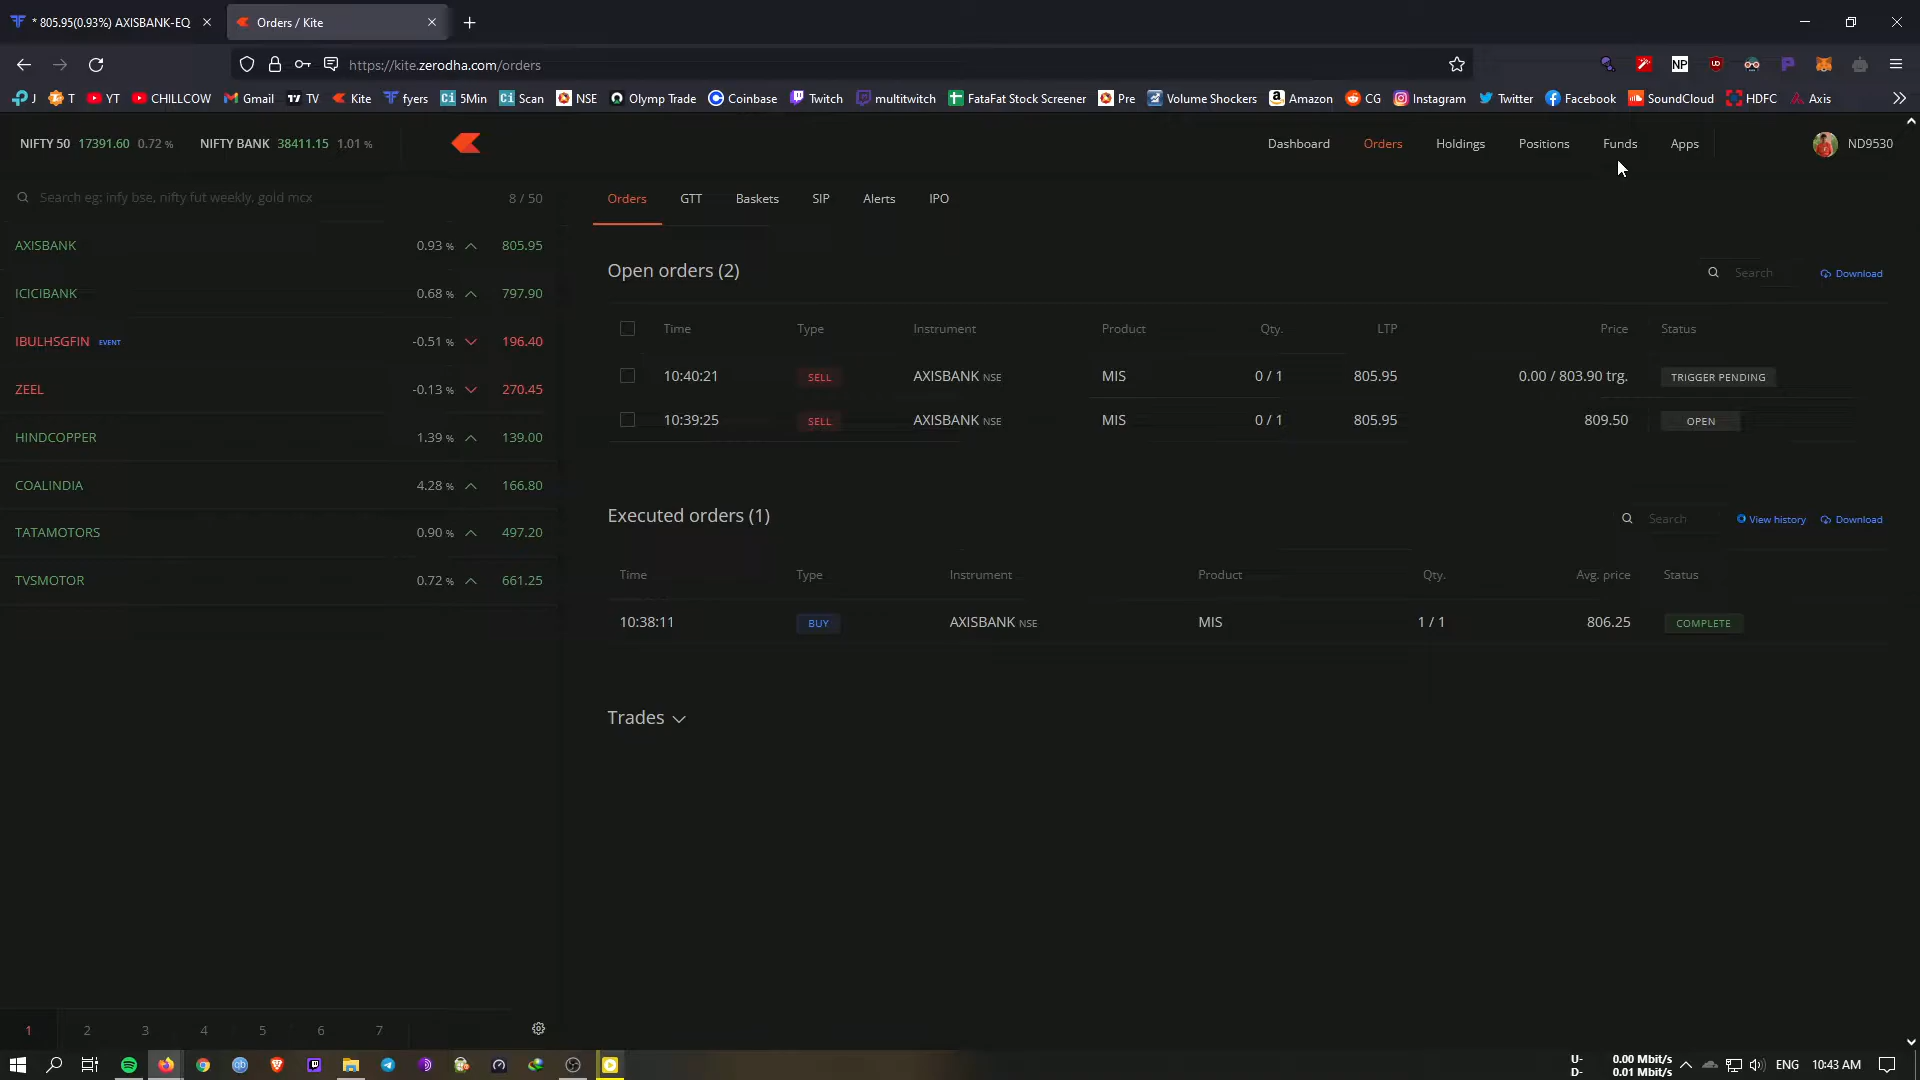 * 805.95(0.93%) AXISBANK-EQ
Orders / Kite
https://kite.zerodha.com/orders
J T YT CHILLCOW Gmail TV Kite fyers 5Min Scan NSE Olymp Trade Coinbase Twitch multitwitch FataFat Stock Screener Pre Volume Shockers Amazon CG Instagram Twitter Facebook SoundCloud HDFC Axis
NIFTY 50 17391.60 0.72 % NIFTY BANK 38411.15 1.01 %
Dashboard Orders Holdings Positions Funds Apps ND9530
Search eg: infy bse, nifty fut weekly, gold mcx 8 / 50
AXISBANK 0.93 % 805.95
ICICIBANK 0.68 % 797.90
IBULHSGFIN EVENT -0.51 % 196.40
ZEEL -0.13 % 270.45
HINDCOPPER 1.39 % 139.00
COALINDIA 4.28 % 166.80
TATAMOTORS 0.90 % 497.20
TVSMOTOR 0.72 % 661.25
1 2 3 4 5 6 7
Orders GTT Baskets SIP Alerts IPO
Open orders (2)
Search Download
Time Type Instrument Product Qty. LTP Price Status
10:40:21 SELL AXISBANK NSE MIS 0 / 1 805.95 0.00 / 803.90 trg. TRIGGER PENDING
10:39:25 SELL AXISBANK NSE MIS 0 / 1 805.95 809.50 OPEN
Executed orders (1)
Search View history Download
Time Type Instrument Product Qty. Avg. price Status
10:38:11 BUY AXISBANK NSE MIS 1 / 1 806.25 COMPLETE
Trades
U- 0.00 Mbit/s
D- 0.01 Mbit/s
ENG 10:43 AM